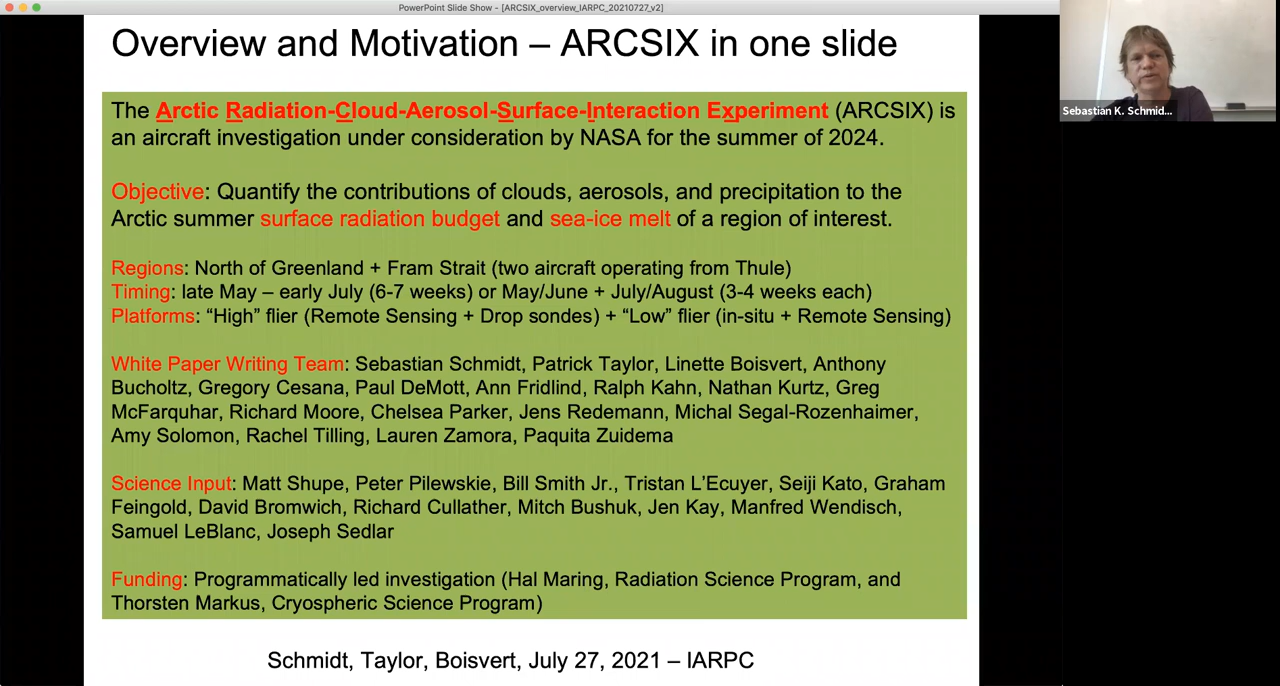 PowerPoint Slide Show - [ARCSIX_overview_IARPC_20210727_v2]
Overview and Motivation – ARCSIX in one slide
The Arctic Radiation-Cloud-Aerosol-Surface-Interaction Experiment (ARCSIX) is
an aircraft investigation under consideration by NASA for the summer of 2024.
Objective: Quantify the contributions of clouds, aerosols, and precipitation to the
Arctic summer surface radiation budget and sea-ice melt of a region of interest.
Regions: North of Greenland + Fram Strait (two aircraft operating from Thule)
Timing: late May – early July (6-7 weeks) or May/June + July/August (3-4 weeks each)
Platforms: “High” flier (Remote Sensing + Drop sondes) + “Low” flier (in-situ + Remote Sensing)
White Paper Writing Team: Sebastian Schmidt, Patrick Taylor, Linette Boisvert, Anthony
Bucholtz, Gregory Cesana, Paul DeMott, Ann Fridlind, Ralph Kahn, Nathan Kurtz, Greg
McFarquhar, Richard Moore, Chelsea Parker, Jens Redemann, Michal Segal-Rozenhaimer,
Amy Solomon, Rachel Tilling, Lauren Zamora, Paquita Zuidema
Science Input: Matt Shupe, Peter Pilewskie, Bill Smith Jr., Tristan L’Ecuyer, Seiji Kato, Graham
Feingold, David Bromwich, Richard Cullather, Mitch Bushuk, Jen Kay, Manfred Wendisch,
Samuel LeBlanc, Joseph Sedlar
Funding: Programmatically led investigation (Hal Maring, Radiation Science Program, and
Thorsten Markus, Cryospheric Science Program)
Schmidt, Taylor, Boisvert, July 27, 2021 – IARPC
Sebastian K. Schmid...